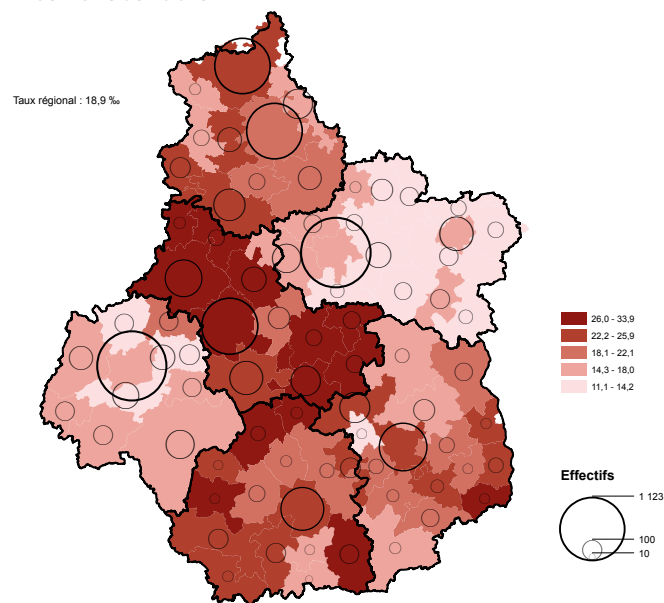 Taux régional : 18,9 ‰
26,0 - 33,9
22,2 - 25,9
18,1 - 22,1
14,3 - 18,0
11,1 - 14,2
Effectifs
1 123
100
10